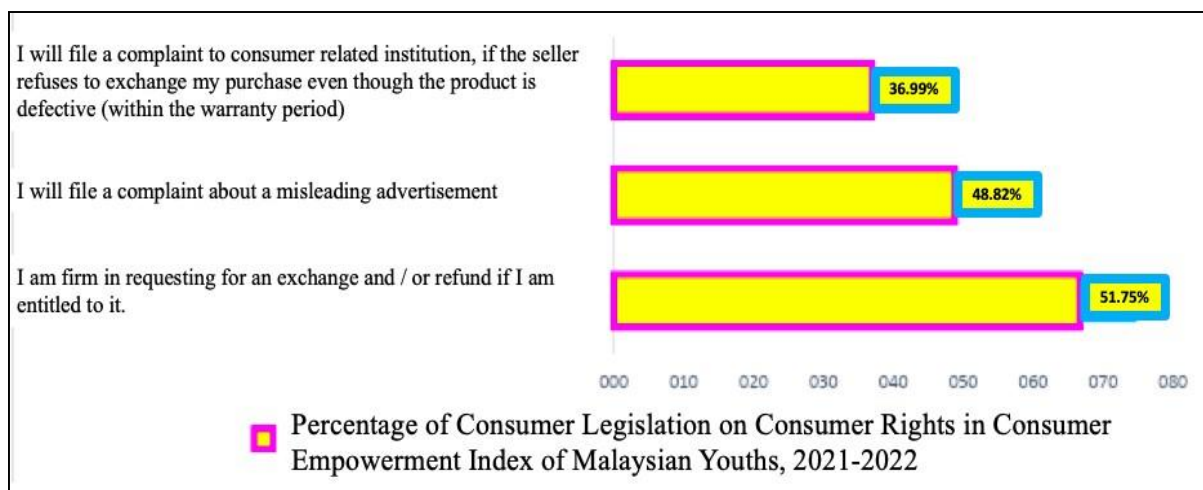 I will file a complaint to consumer related institution, if the seller
refuses to exchange my purchase even though the product is
defective (within the warranty period)
36.99%
I will file a complaint about a misleading advertisement
48.82%
I am firm in requesting for an exchange and / or refund if I am
entitled to it.
51.75%
000 010 020 030 040 050 060 070 080
Percentage of Consumer Legislation on Consumer Rights in Consumer
Empowerment Index of Malaysian Youths, 2021-2022